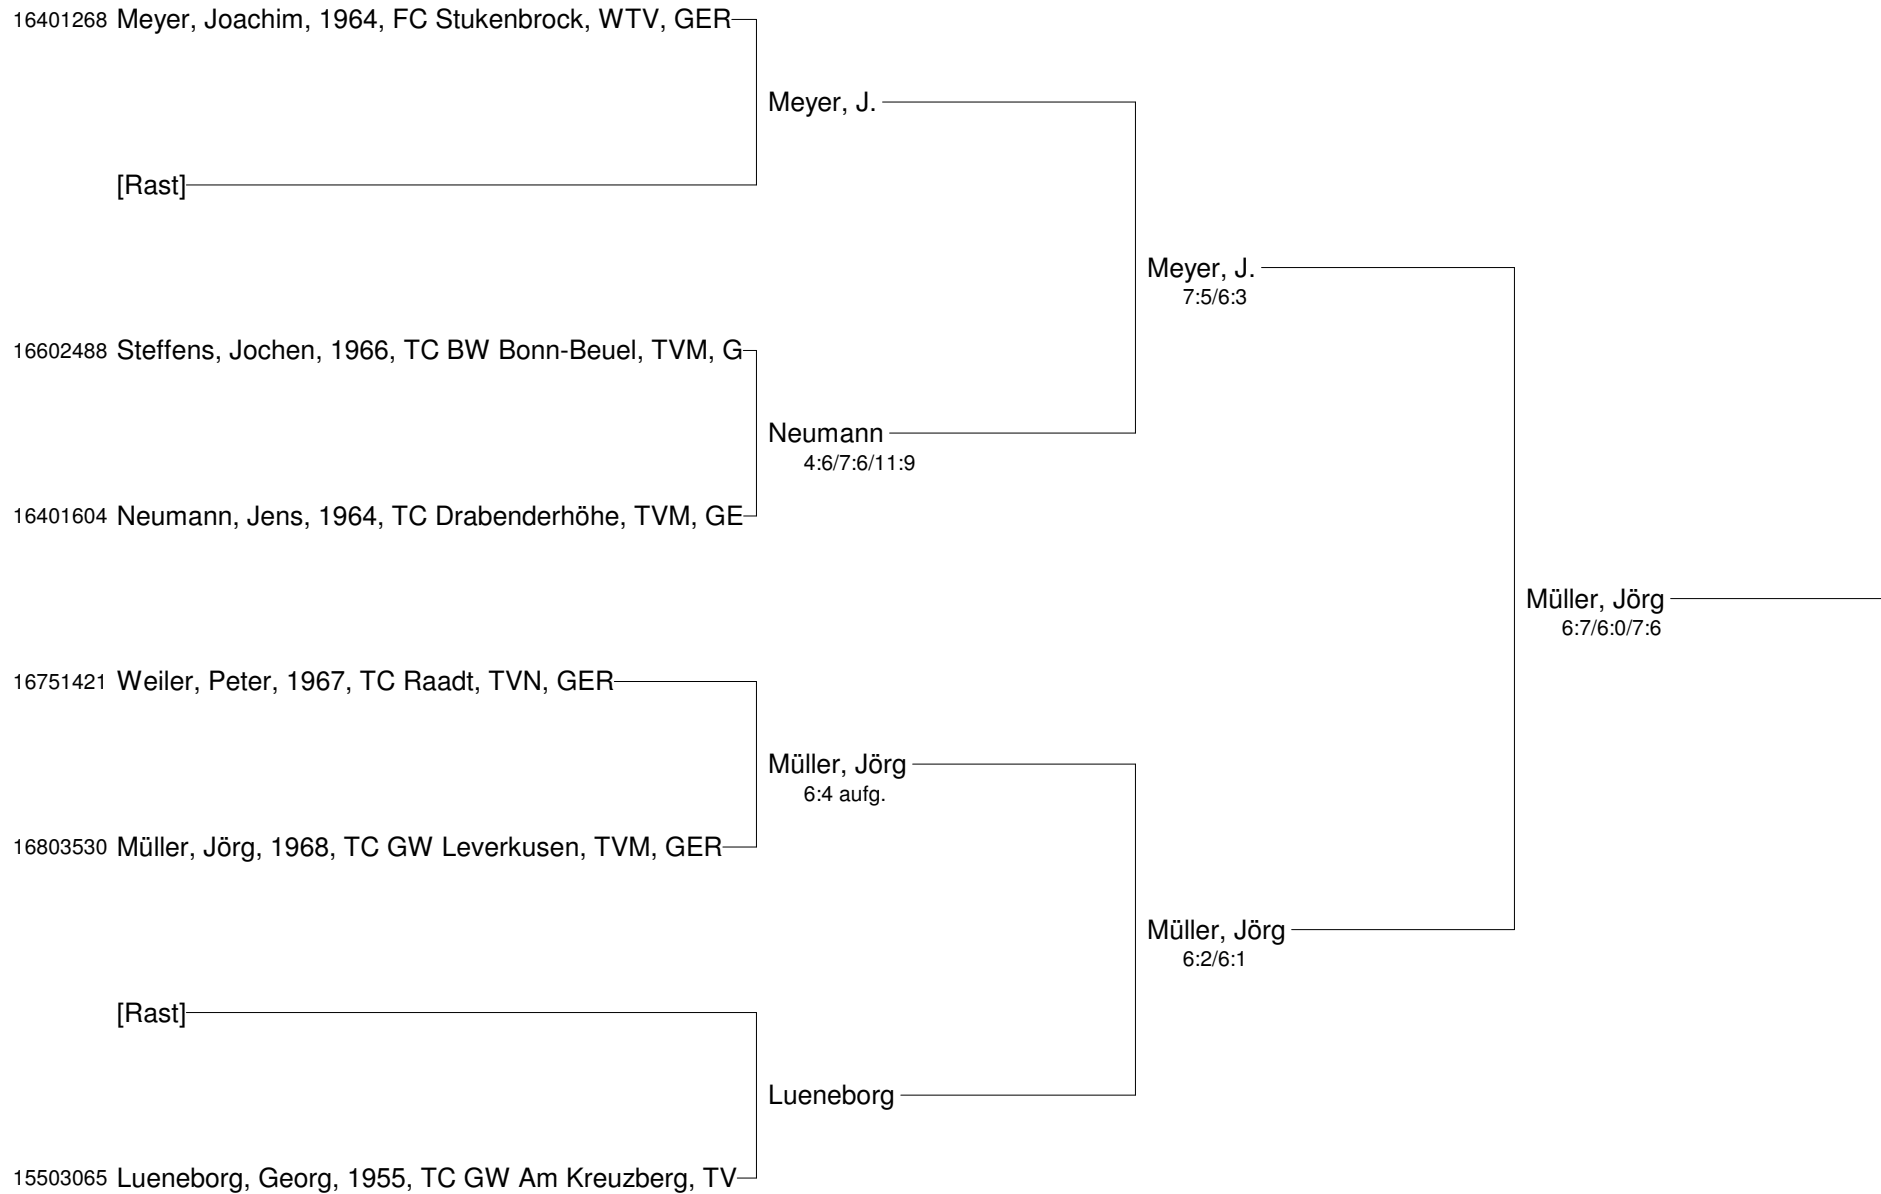 16401268 Meyer, Joachim, 1964, FC Stukenbrock, WTV, GER
Meyer, J.
[Rast]
Meyer, J.
7:5/6:3
16602488 Steffens, Jochen, 1966, TC BW Bonn-Beuel, TVM, G
Neumann
4:6/7:6/11:9
16401604 Neumann, Jens, 1964, TC Drabenderhöhe, TVM, GE
Müller, Jörg
6:7/6:0/7:6
16751421 Weiler, Peter, 1967, TC Raadt, TVN, GER
Müller, Jörg
6:4 aufg.
16803530 Müller, Jörg, 1968, TC GW Leverkusen, TVM, GER
Müller, Jörg
6:2/6:1
[Rast]
Lueneborg
15503065 Lueneborg, Georg, 1955, TC GW Am Kreuzberg, TV